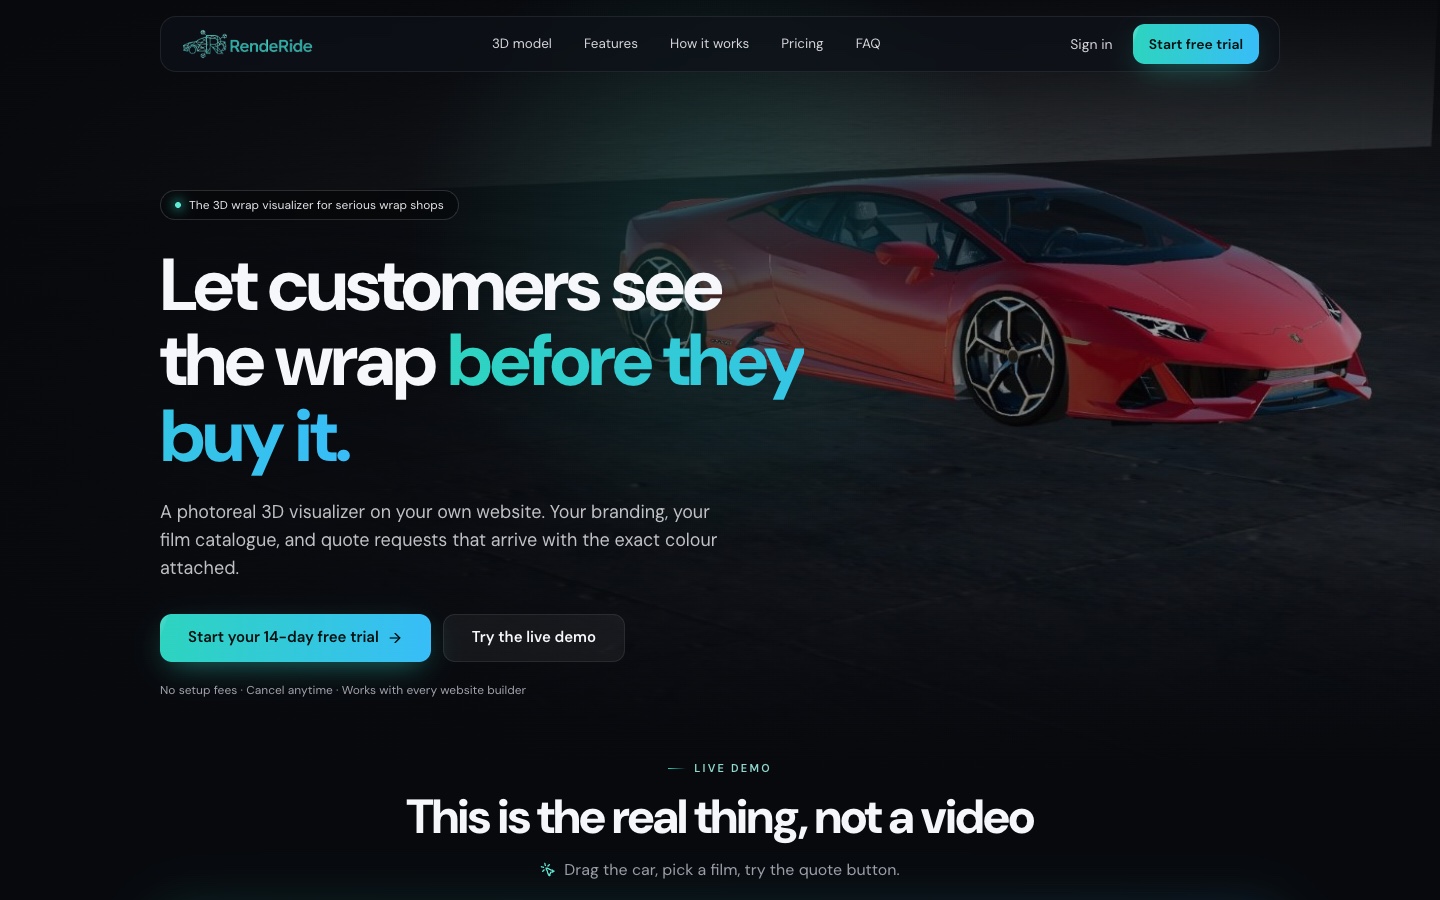 RendeRide
3D model
Features
How it works
Pricing
FAQ
Sign in
Start free trial
The 3D wrap visualizer for serious wrap shops
Let customers see
the wrap before they
buy it.
A photoreal 3D visualizer on your own website. Your branding, your
film catalogue, and quote requests that arrive with the exact colour
attached.
Start your 14-day free trial →
Try the live demo
No setup fees · Cancel anytime · Works with every website builder
LIVE DEMO
This is the real thing, not a video
Drag the car, pick a film, try the quote button.